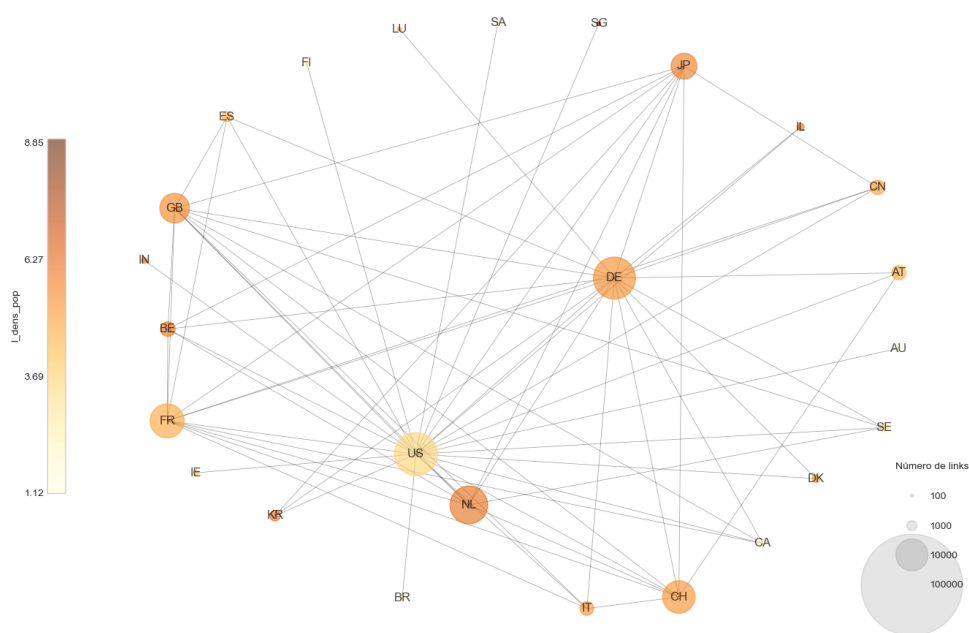 LU
SA
SG
FI
JP
ES
IL
8.85
CN
GB
IN
6.27
DE
AT
l_dens_pop
BE
AU
3.69
FR
SE
US
Número de links
IE
DK
1.12
100
NL
KR
1000
CA
10000
100000
BR
CH
IT